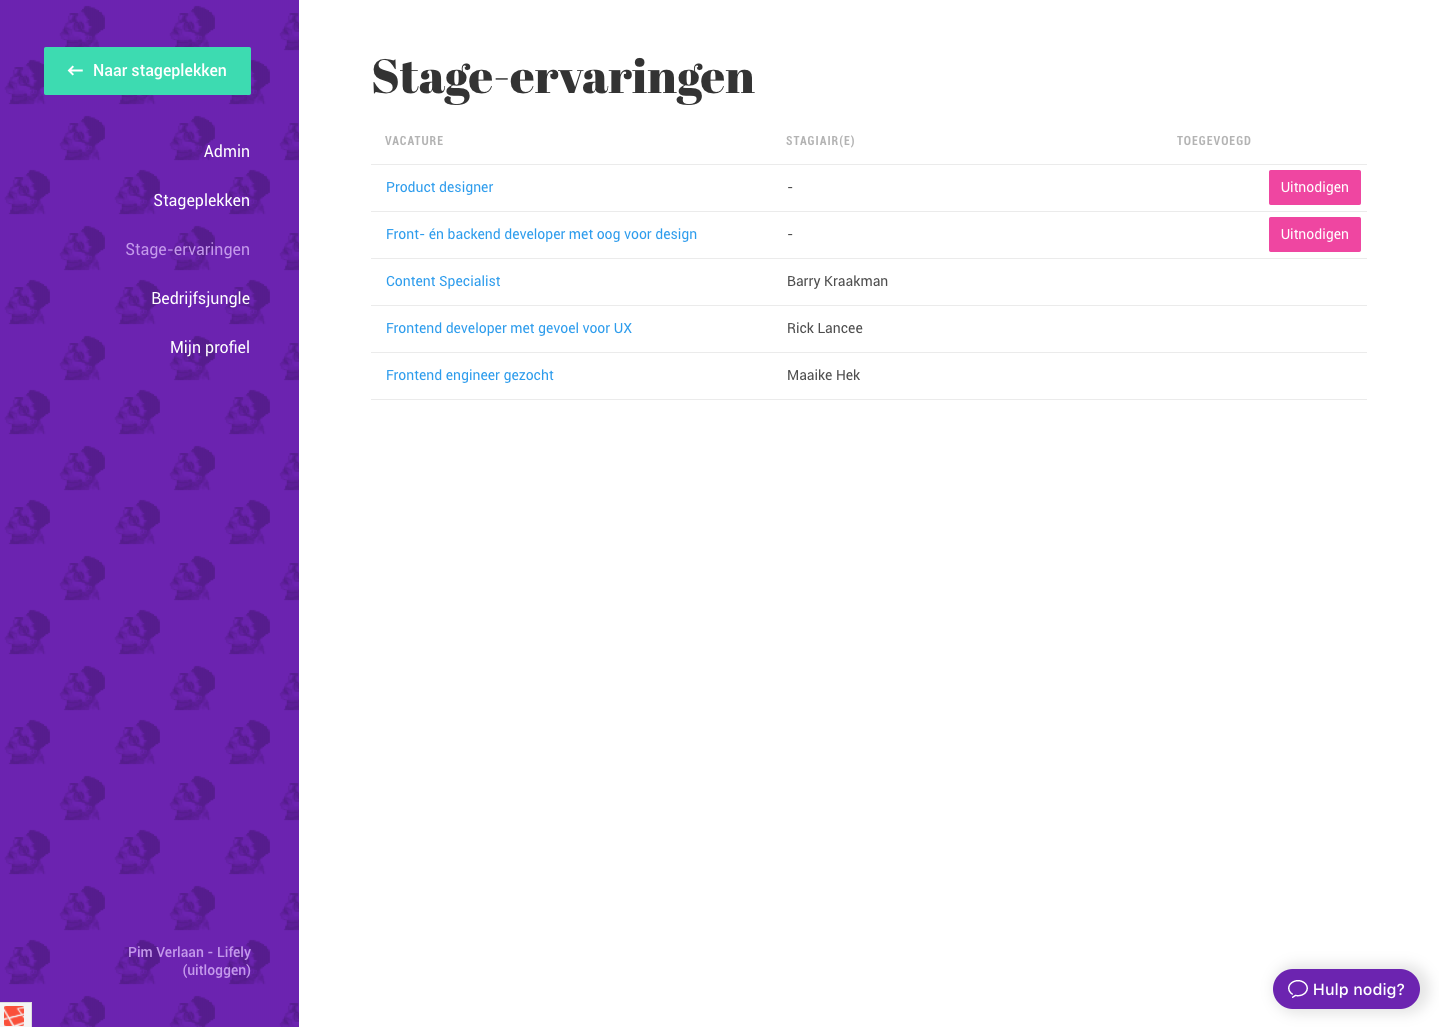 Naar stageplekken
Admin
Stageplekken
Stage-ervaringen
Bedrijfsjungle
Mijn profiel
Pim Verlaan - Lifely
(uitloggen)
Stage-ervaringen
VACATURE STAGIAIR(E) TOEGEVOEGD
Product designer - Uitnodigen
Front- én backend developer met oog voor design - Uitnodigen
Content Specialist Barry Kraakman
Frontend developer met gevoel voor UX Rick Lancee
Frontend engineer gezocht Maaike Hek
Hulp nodig?